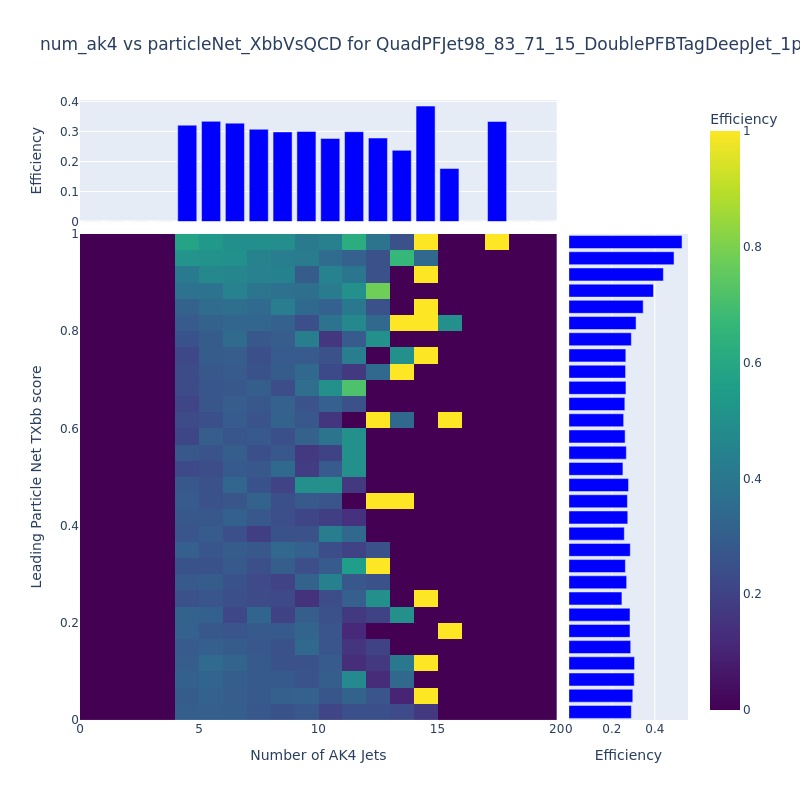 num_ak4 vs particleNet_XbbVsQCD for QuadPFJet98_83_71_15_DoublePFBTagDeepJet_1p
Efficiency
0.4
0.3
0.2
0.1
0
Efficiency
1
0.8
0.6
0.4
0.2
0
Leading Particle Net TXbb score
1
0.8
0.6
0.4
0.2
0
0 5 10 15 20
0 0.2 0.4
Number of AK4 Jets
Efficiency